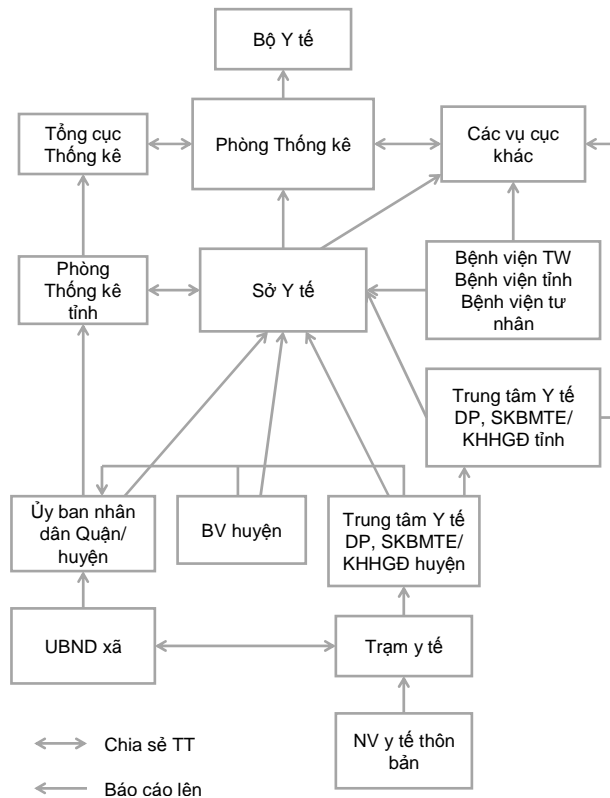 Bộ Y tế
Tổng cục
Thống kê
Phòng Thống kê
Các vụ cục
khác
Phòng
Thống kê
tỉnh
Sở Y tế
Bệnh viện TW
Bệnh viện tỉnh
Bệnh viện tư
nhân
Trung tâm Y tế
DP, SKBMTE/
KHHGĐ tỉnh
Ủy ban nhân
dân Quận/
huyện
BV huyện
Trung tâm Y tế
DP, SKBMTE/
KHHGĐ huyện
UBND xã
Trạm y tế
NV y tế thôn
bản
Chia sẻ TT
Báo cáo lên